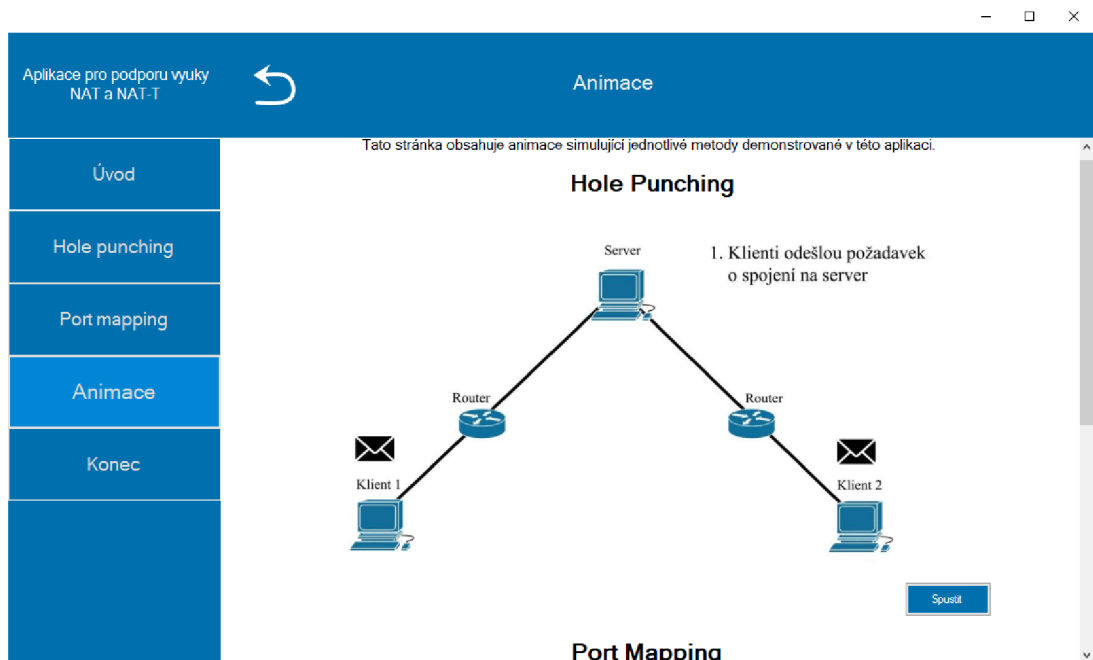 Aplikace pro podporu vyuky
NAT a NAT-T
Animace
Úvod
Hole punching
Port mapping
Animace
Konec
Tato stránka obsahuje animace simulující jednotlivé metody demonstrované v této aplikaci.
Hole Punching
Server
1. Klienti odešlou požadavek
o spojení na server
Router
Router
Klient 1
Klient 2
Spustit
Port Mapping